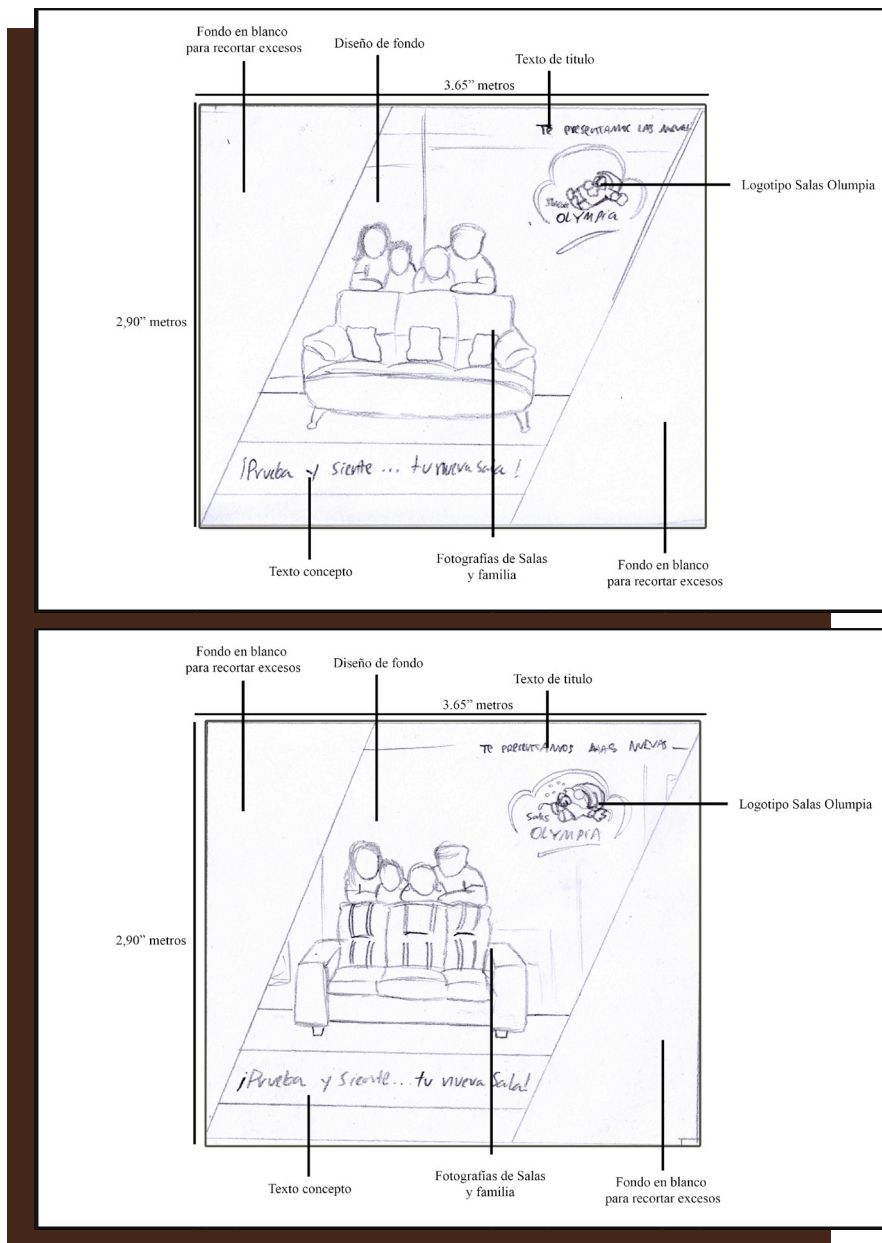 Fondo en blanco
para recortar excesos
Diseño de fondo
Texto de titulo
3.65” metros
TE PRESENTAMOS LAS NUEVAS
Logotipo Salas Olumpia
Salas
OLYMPIA
2,90” metros
¡Prueba y siente... tu nueva sala!
Texto concepto
Fotografías de Salas
y familia
Fondo en blanco
para recortar excesos
Fondo en blanco
para recortar excesos
Diseño de fondo
Texto de titulo
3.65” metros
TE PRESENTAMOS NUEVAS
Logotipo Salas Olumpia
Salas
OLYMPIA
2,90” metros
¡Prueba y siente... tu nueva Sala!
Texto concepto
Fotografías de Salas
y familia
Fondo en blanco
para recortar excesos